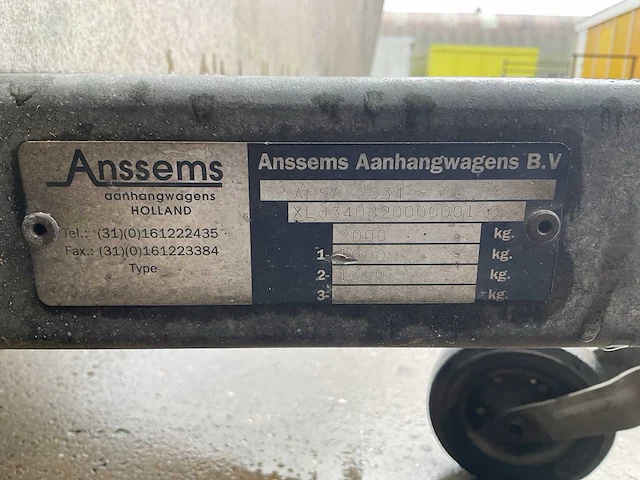 Anssems
aanhangwagens
HOLLAND
Tel.: (31)(0)161222435
Fax.: (31)(0)161223384
Type
Anssems Aanhangwagens B.V
2000 kg.
1- kg.
2- kg.
3- kg.